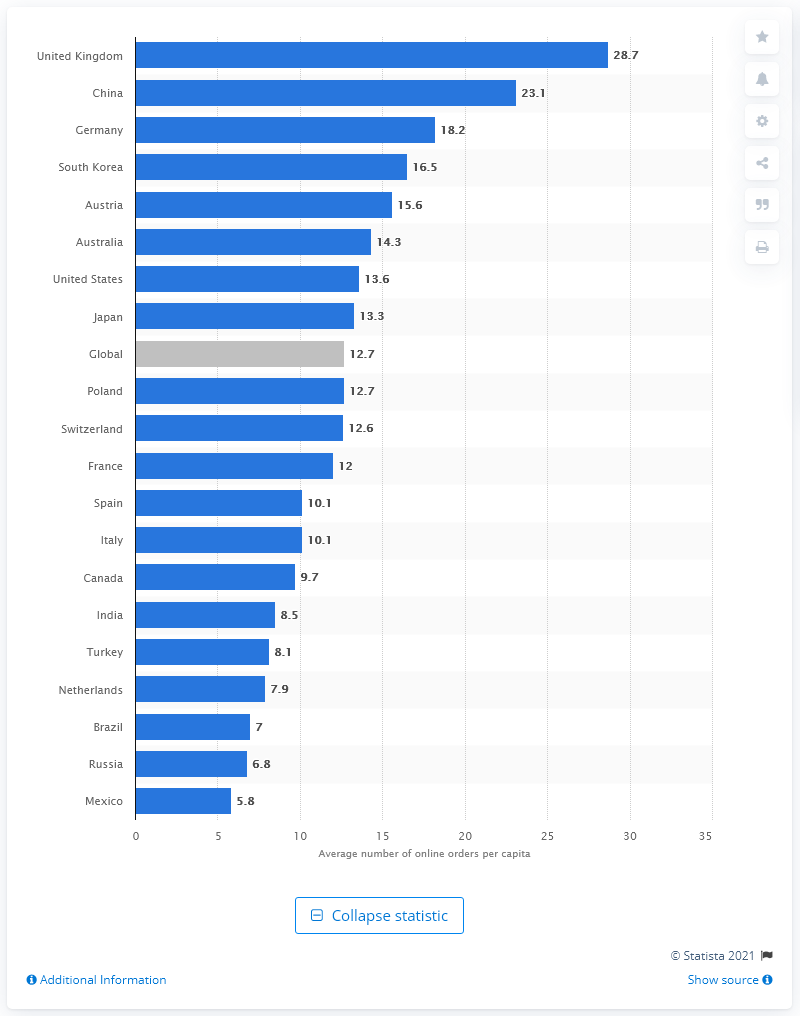 United Kingdom 28.7
China 23.1
Germany 18.2
South Korea 16.5
Austria 15.6
Australia 14.3
United States 13.6
Japan 13.3
Global 12.7
Poland 12.7
Switzerland 12.6
France 12
Spain 10.1
Italy 10.1
Canada 9.7
India 8.5
Turkey 8.1
Netherlands 7.9
Brazil 7
Russia 6.8
Mexico 5.8
0 5 10 15 20 25 30 35
Average number of online orders per capita
Collapse statistic
© Statista 2021
Additional Information Show source